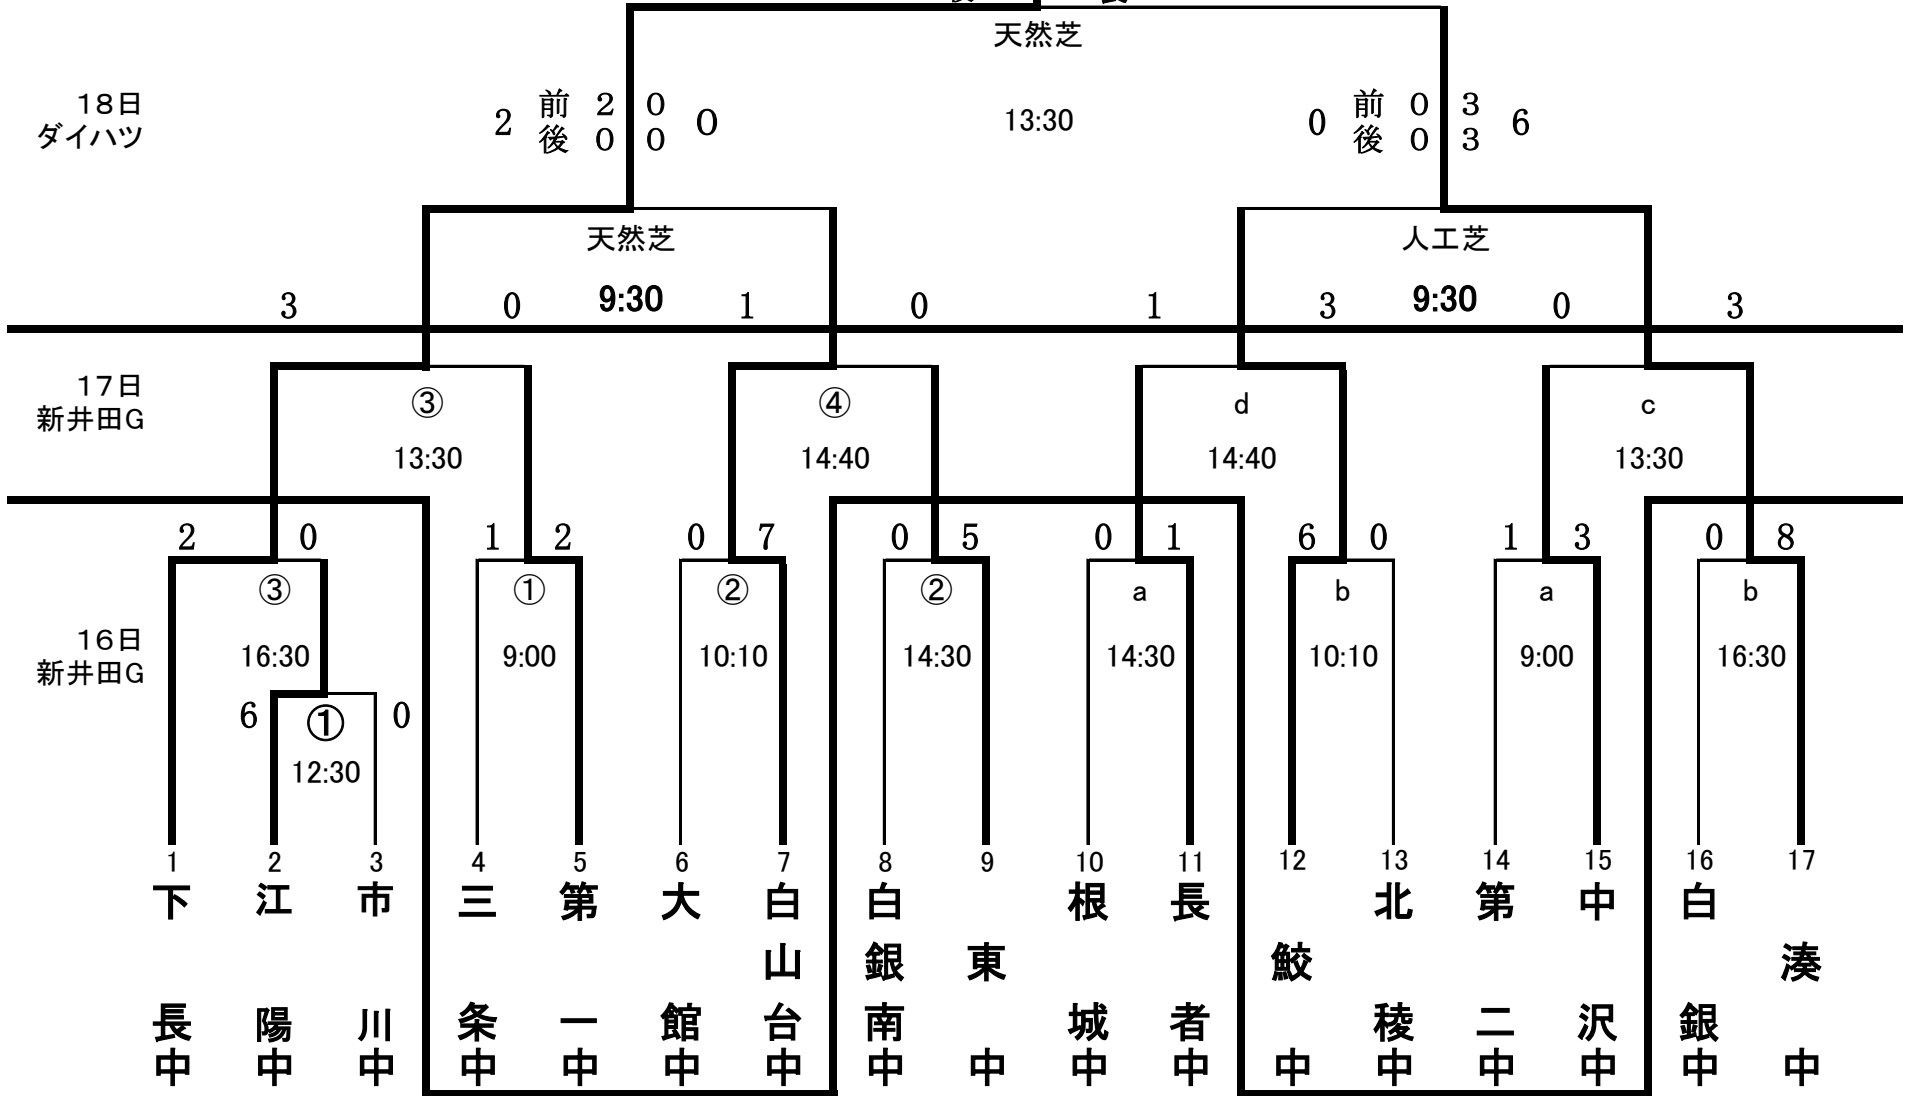 天然芝
18日
ダイハツ
2 前 2 0 0
後 0 0
13:30
0 前 0 3 6
後 0 3
天然芝
人工芝
3 0 9:30 1 0 1 3 9:30 0 3
17日
新井田G
③ ④ d c
13:30 14:40 14:40 13:30
2 0 1 2 0 7 0 5 0 1 6 0 1 3 0 8
③ ① ② ② a b a b
16日
新井田G
16:30 9:00 10:10 14:30 14:30 10:10 9:00 16:30
6 ① 0
12:30
1 2 3 4 5 6 7 8 9 10 11 12 13 14 15 16 17
下長中
江陽中
市川中
三条中
第一中
大館中
白山台中
白銀南中
東中
根城中
長者中
鮫中
北稜中
第二中
中沢中
白銀中
湊中